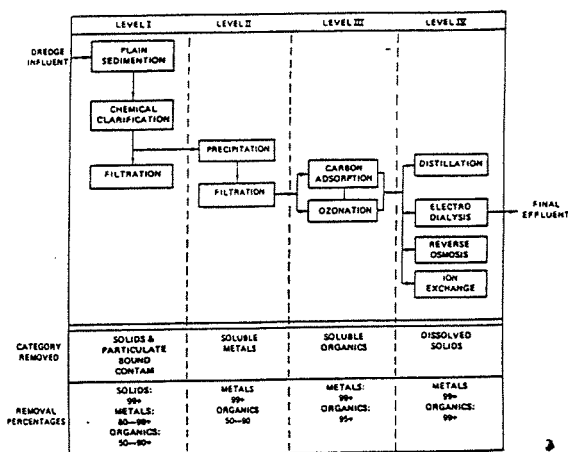 LEVEL I
LEVEL II
LEVEL III
LEVEL IV
DREDGE
INFLUENT
PLAIN
SEDIMENTION
CHEMICAL
CLARIFICATION
FILTRATION
PRECIPITATION
FILTRATION
CARBON
ADSORPTION
OZONATION
DISTILLATION
ELECTRO
DIALYSIS
REVERSE
OSMOSIS
ION
EXCHANGE
FINAL
EFFLUENT
CATEGORY
REMOVED
SOLIDS &
PARTICULATE
BOUND
CONTAM
SOLUBLE
METALS
SOLUBLE
ORGANICS
DISSOLVED
SOLIDS
REMOVAL
PERCENTAGES
SOLIDS:
99+
METALS:
80—98+
ORGANICS:
50—90+
METALS
99+
ORGANICS
50—90
METALS:
99+
ORGANICS:
95+
METALS
99+
ORGANICS:
99+